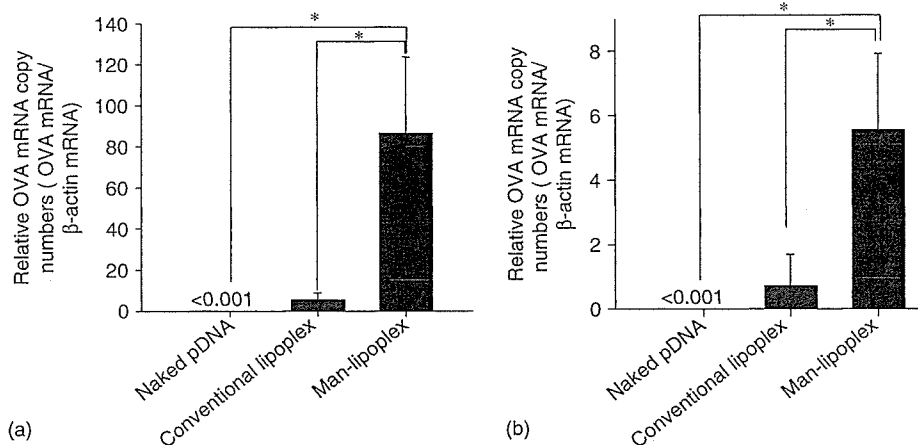 Relative OVA mRNA copy
numbers ( OVA mRNA/
β-actin mRNA)
140
120
100
80
60
40
20
0
*
*
<0.001
Naked pDNA
Conventional lipoplex
Man-lipoplex
(a)
Relative OVA mRNA copy
numbers ( OVA mRNA/
β-actin mRNA)
8
6
4
2
0
*
*
<0.001
Naked pDNA
Conventional lipoplex
Man-lipoplex
(b)